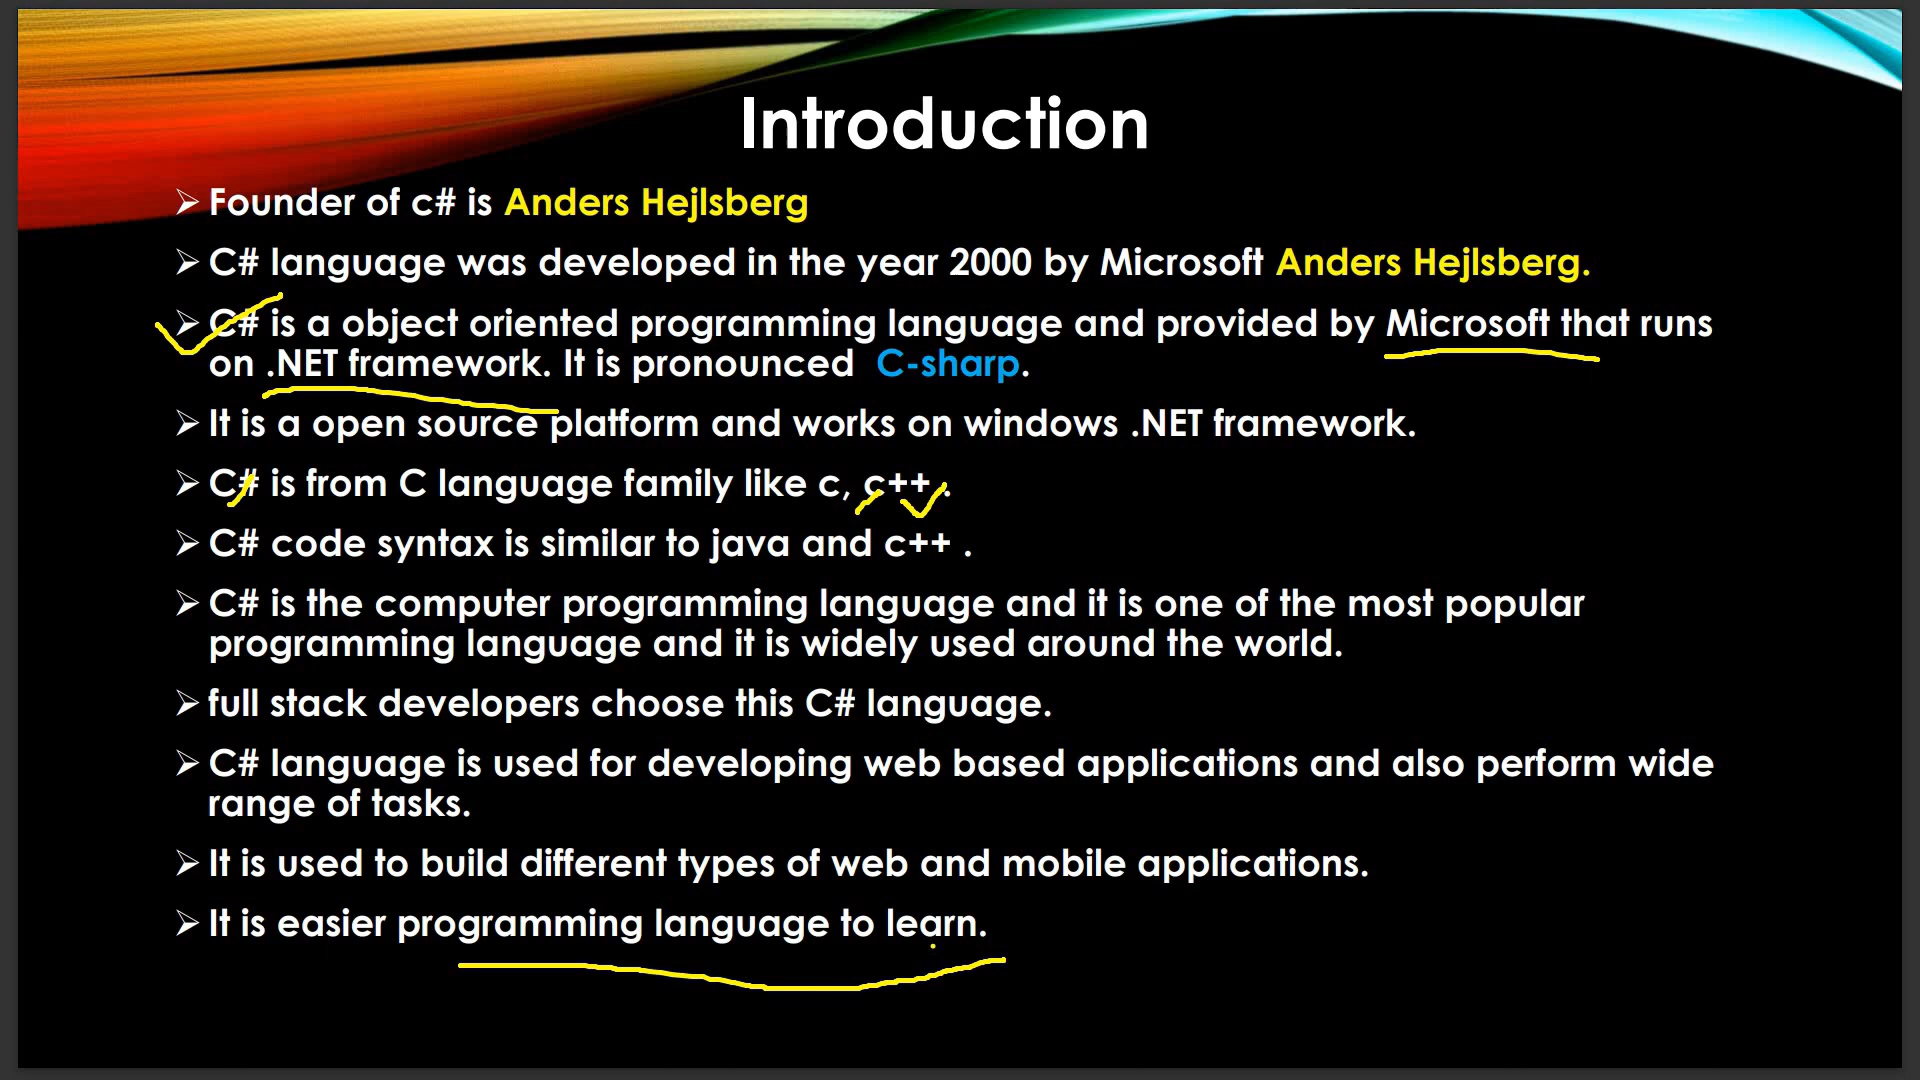 Introduction
➢ Founder of c# is Anders Hejlsberg
➢ C# language was developed in the year 2000 by Microsoft Anders Hejlsberg.
➢ C# is a object oriented programming language and provided by Microsoft that runs
on .NET framework. It is pronounced C-sharp.
➢ It is a open source platform and works on windows .NET framework.
➢ C# is from C language family like c, c++ .
➢ C# code syntax is similar to java and c++ .
➢ C# is the computer programming language and it is one of the most popular
programming language and it is widely used around the world.
➢ full stack developers choose this C# language.
➢ C# language is used for developing web based applications and also perform wide
range of tasks.
➢ It is used to build different types of web and mobile applications.
➢ It is easier programming language to learn.